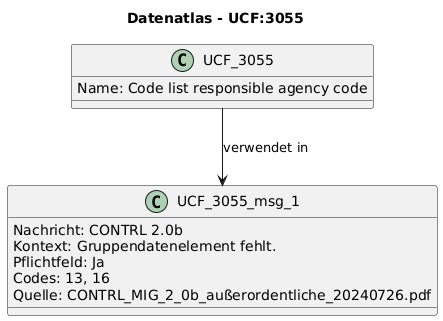 Datenatlas - UCF:3055
C UCF_3055
Name: Code list responsible agency code
verwendet in
C UCF_3055_msg_1
Nachricht: CONTRL 2.0b
Kontext: Gruppendatenelement fehlt.
Pflichtfeld: Ja
Codes: 13, 16
Quelle: CONTRL_MIG_2_0b_außerordentliche_20240726.pdf